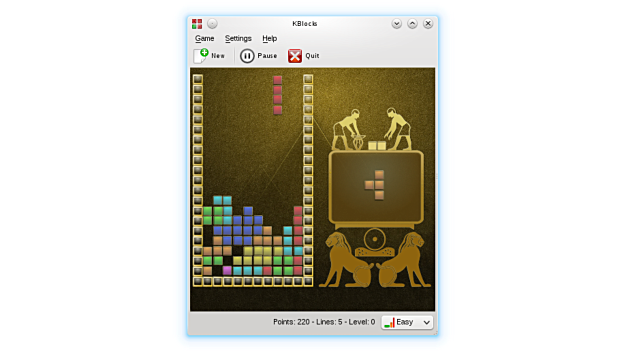 KBlocks
Game Settings Help
New Pause Quit
Points: 220 - Lines: 5 - Level: 0 Easy